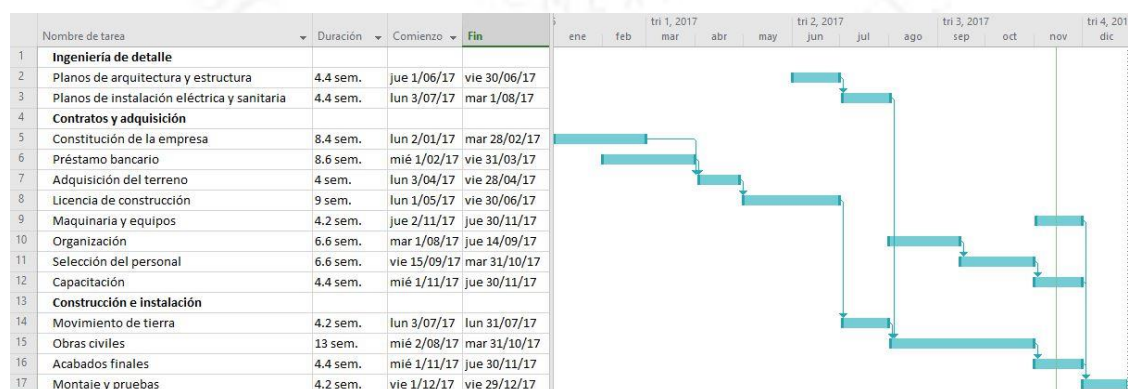 tri 1, 2017 tri 2, 2017 tri 3, 2017 tri 4, 201
Nombre de tarea Duración Comienzo Fin ene feb mar abr may jun jul ago sep oct nov dic
1 Ingeniería de detalle
2 Planos de arquitectura y estructura 4.4 sem. jue 1/06/17 vie 30/06/17
3 Planos de instalación eléctrica y sanitaria 4.4 sem. lun 3/07/17 mar 1/08/17
4 Contratos y adquisición
5 Constitución de la empresa 8.4 sem. lun 2/01/17 mar 28/02/17
6 Préstamo bancario 8.6 sem. mié 1/02/17 vie 31/03/17
7 Adquisición del terreno 4 sem. lun 3/04/17 vie 28/04/17
8 Licencia de construcción 9 sem. lun 1/05/17 vie 30/06/17
9 Maquinaria y equipos 4.2 sem. jue 2/11/17 jue 30/11/17
10 Organización 6.6 sem. mar 1/08/17 jue 14/09/17
11 Selección del personal 6.6 sem. vie 15/09/17 mar 31/10/17
12 Capacitación 4.4 sem. mié 1/11/17 jue 30/11/17
13 Construcción e instalación
14 Movimiento de tierra 4.2 sem. lun 3/07/17 lun 31/07/17
15 Obras civiles 13 sem. mié 2/08/17 mar 31/10/17
16 Acabados finales 4.4 sem. mié 1/11/17 jue 30/11/17
17 Montaje y pruebas 4.2 sem. vie 1/12/17 vie 29/12/17